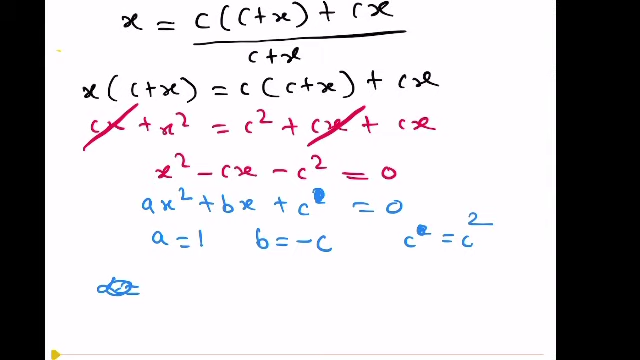 x = c(c+x) + cx
c+x
x(c+x) = c(c+x) + cx
cx + x² = c² + cx + cx
x² - cx - c² = 0
ax² + bx + c = 0
a = 1 b = -c c = c²